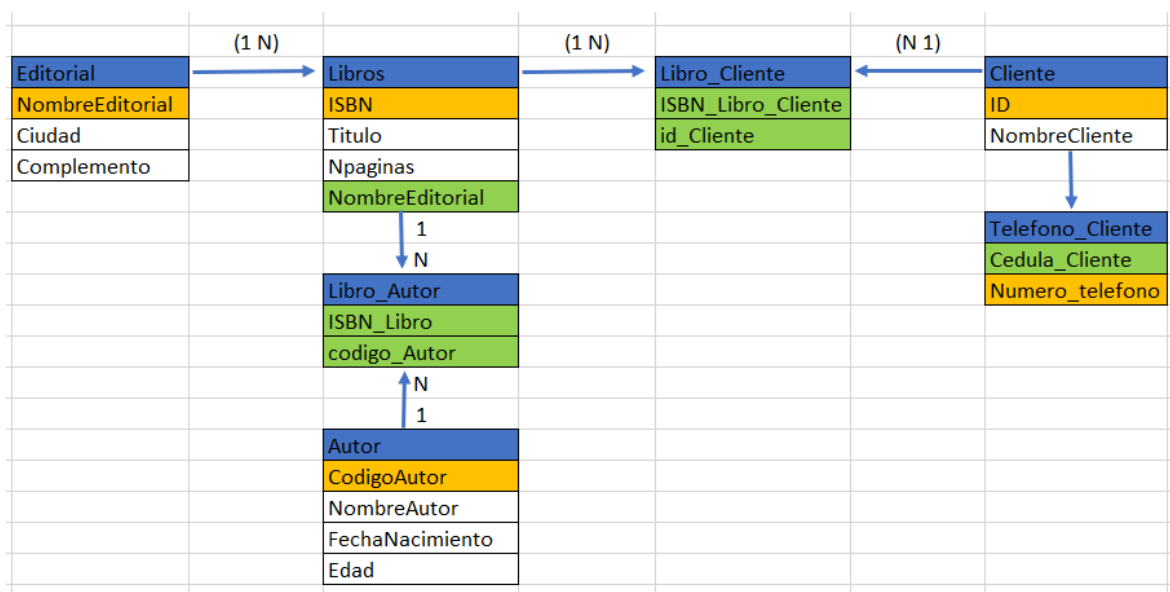 (1 N)
(1 N)
(N 1)
Editorial
NombreEditorial
Ciudad
Complemento
Libros
ISBN
Titulo
Npaginas
NombreEditorial
Libro_Cliente
ISBN_Libro_Cliente
id_Cliente
Cliente
ID
NombreCliente
Telefono_Cliente
Cedula_Cliente
Numero_telefono
1
N
Libro_Autor
ISBN_Libro
codigo_Autor
N
1
Autor
CodigoAutor
NombreAutor
FechaNacimiento
Edad